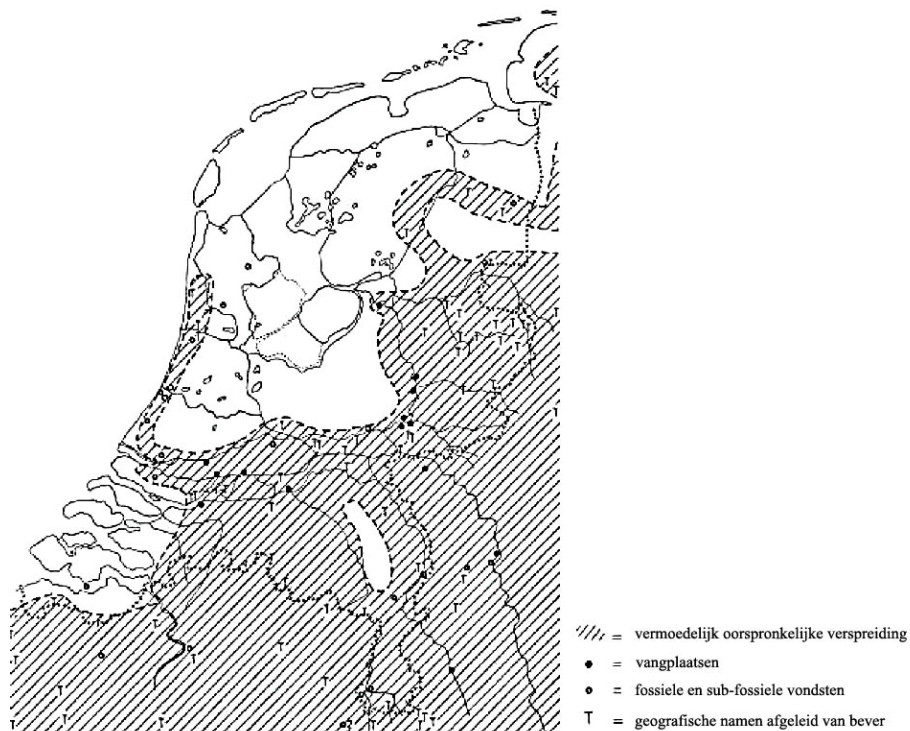 = vermoedelijk oorspronkelijke verspreiding
= vangplaatsen
= fossiele en sub-fossiele vondsten
T = geografische namen afgeleid van bever